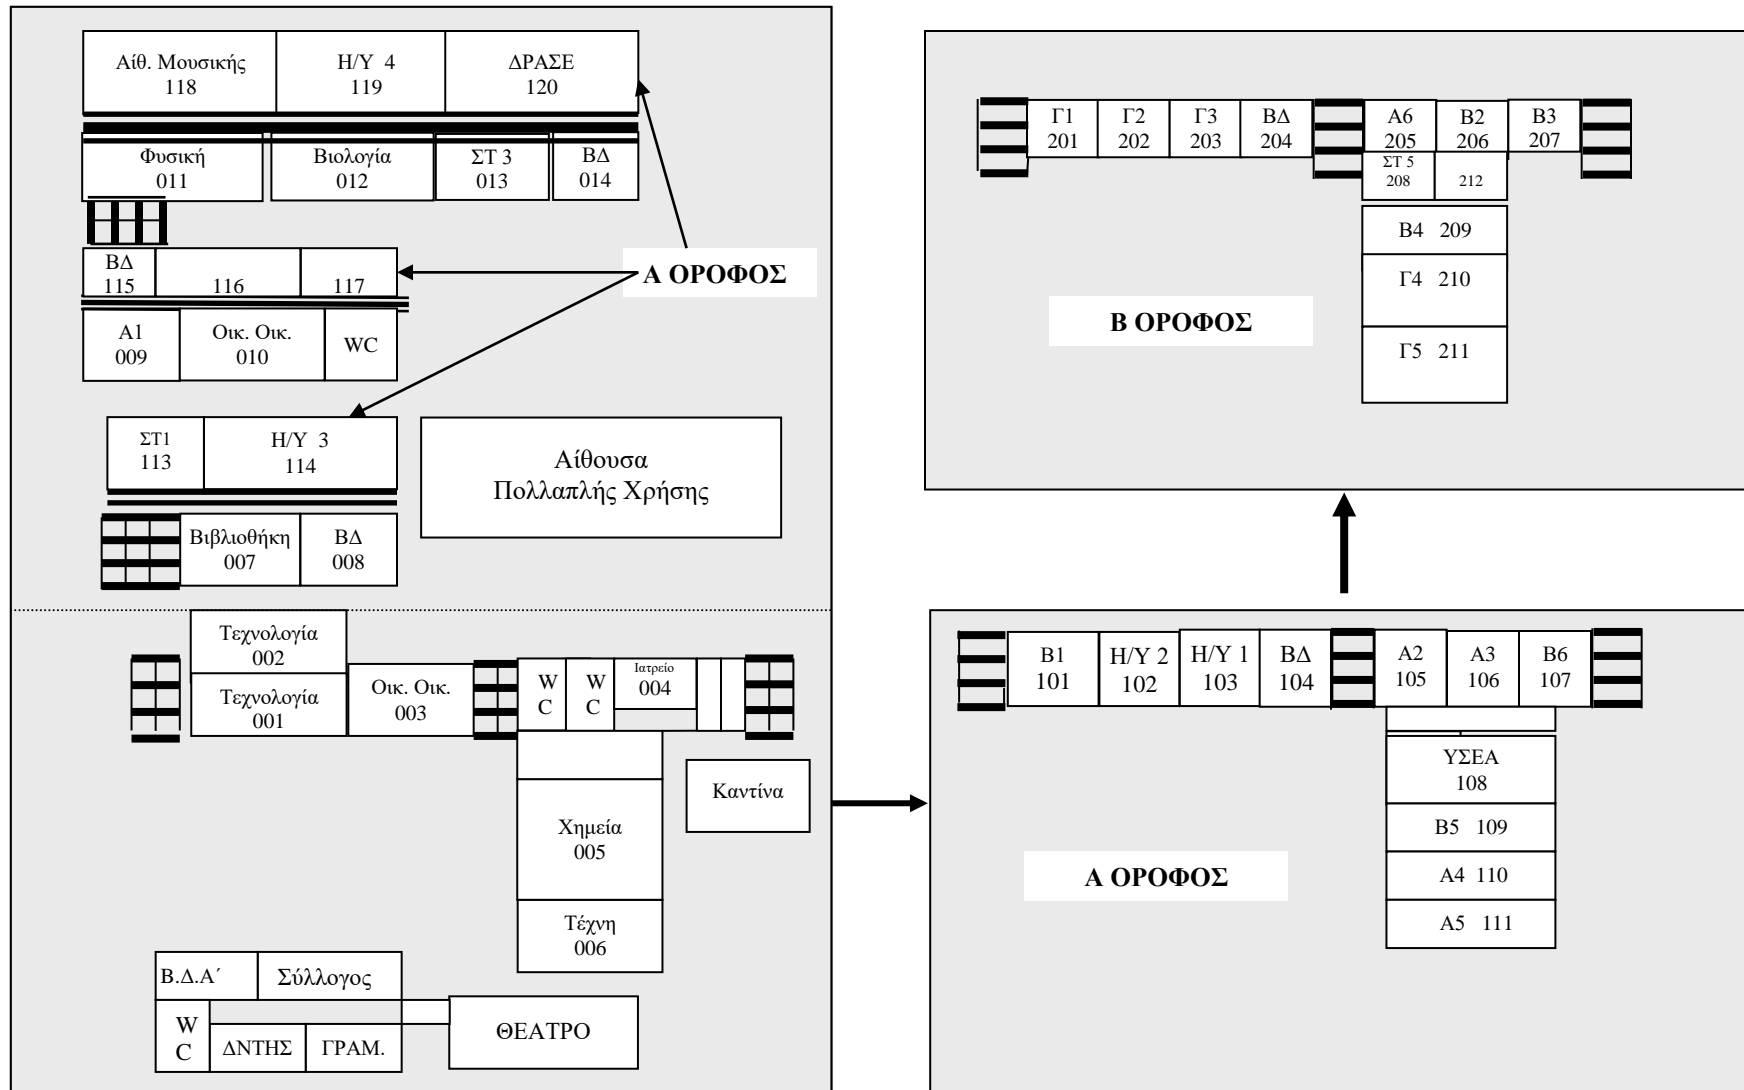 Αίθ. Μουσικής
118
Η/Υ 4
119
ΔΡΑΣΕ
120
Φυσική
011
Βιολογία
012
ΣΤ 3
013
ΒΔ
014
ΒΔ
115
116
117
Α ΟΡΟΦΟΣ
Α1
009
Οικ. Οικ.
010
WC
ΣΤ1
113
Η/Υ 3
114
Αίθουσα
Πολλαπλής Χρήσης
Βιβλιοθήκη
007
ΒΔ
008
Τεχνολογία
002
Τεχνολογία
001
Οικ. Οικ.
003
W
C
W
C
Ιατρείο
004
Χημεία
005
Τέχνη
006
Καντίνα
Β.Δ.Α΄
Σύλλογος
W
C
ΔΝΤΗΣ
ΓΡΑΜ.
ΘΕΑΤΡΟ
Γ1
201
Γ2
202
Γ3
203
ΒΔ
204
Α6
205
Β2
206
Β3
207
ΣΤ 5
208
212
Β4 209
Γ4 210
Γ5 211
Β ΟΡΟΦΟΣ
Β1
101
Η/Υ 2
102
Η/Υ 1
103
ΒΔ
104
Α2
105
Α3
106
Β6
107
ΥΣΕΑ
108
Β5 109
Α4 110
Α5 111
Α ΟΡΟΦΟΣ